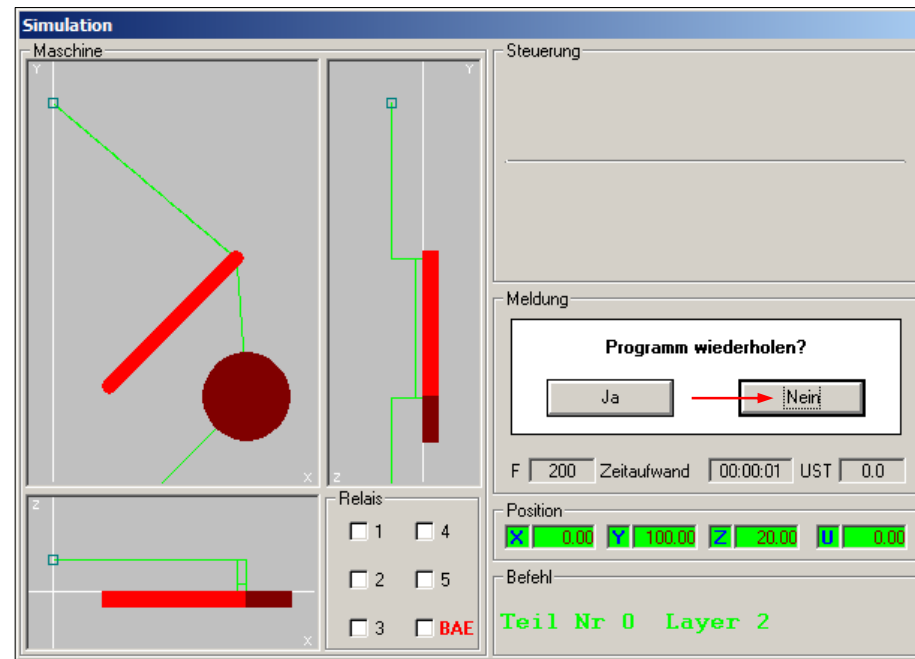 Simulation
Maschine
Y
X
Y
Z
Z
X
Relais
1
4
2
5
3
BAE
Steuerung
Meldung
Programm wiederholen?
Ja
Nein
F 200 Zeitaufwand 00:00:01 UST 0.0
Position
X 0.00 Y 100.00 Z 20.00 U 0.00
Befehl
Teil Nr 0 Layer 2